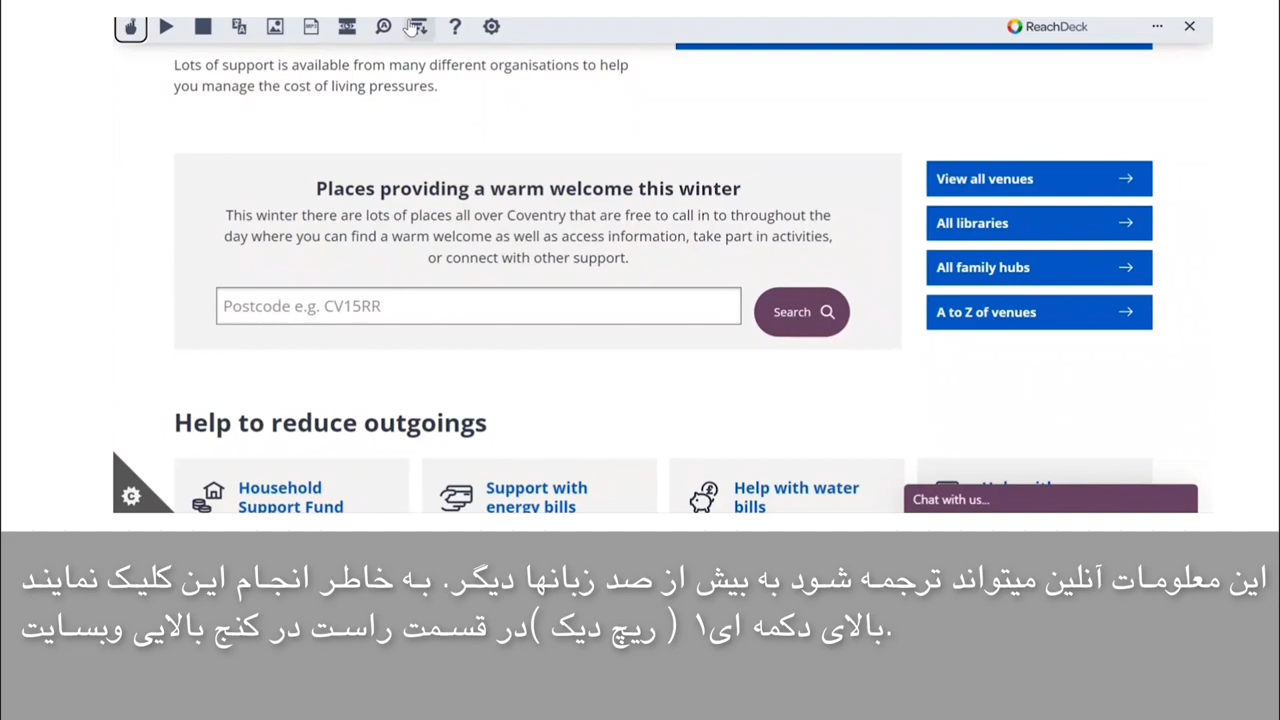 ReachDeck
Lots of support is available from many different organisations to help
you manage the cost of living pressures.
Places providing a warm welcome this winter
This winter there are lots of places all over Coventry that are free to call in to throughout the
day where you can find a warm welcome as well as access information, take part in activities,
or connect with other support.
Postcode e.g. CV15RR
Search
View all venues
All libraries
All family hubs
A to Z of venues
Help to reduce outgoings
Household
Support Fund
Support with
energy bills
Help with water
bills
Chat with us...
این معلومات آنلین میتواند ترجمه شود به بیش از صد زبانها دیگر. به خاطر انجام این کلیک نمایند
بالای دکمه ای۱ ( ریچ دیک )در قسمت راست در کنج بالایی وبسایت.